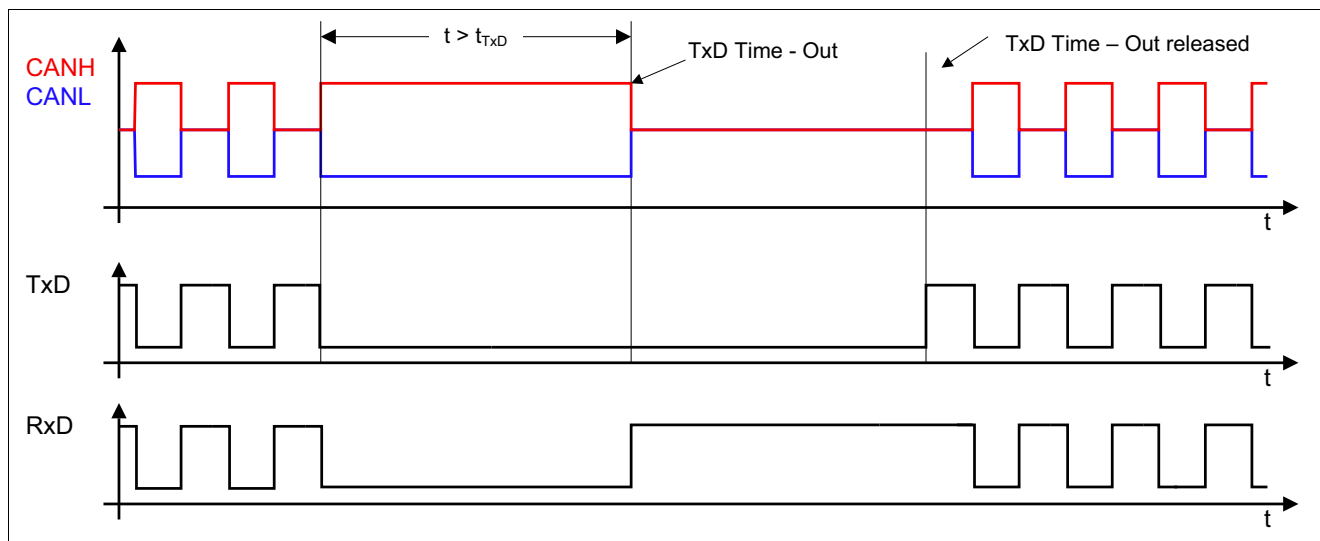 t > tTxD
TxD Time - Out
TxD Time – Out released
CANH
CANL
t
TxD
t
RxD
t